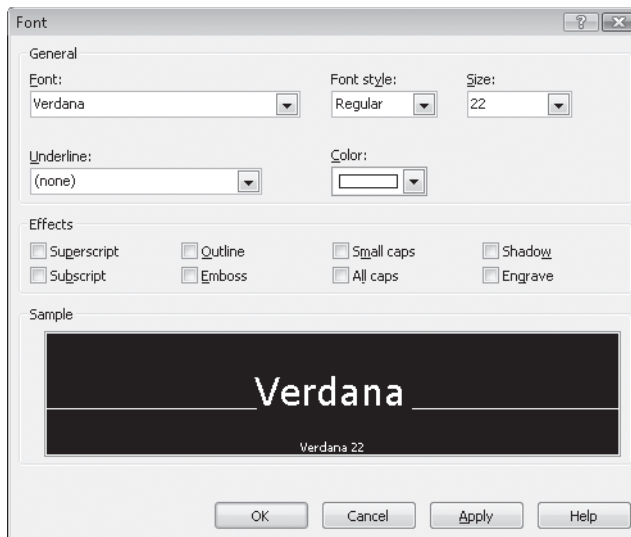 Font
General
Font: Font style: Size:
Verdana Regular 22
Underline: Color:
(none)
Effects
Superscript Outline Small caps Shadow
Subscript Emboss All caps Engrave
Sample
Verdana
Verdana 22
OK Cancel Apply Help